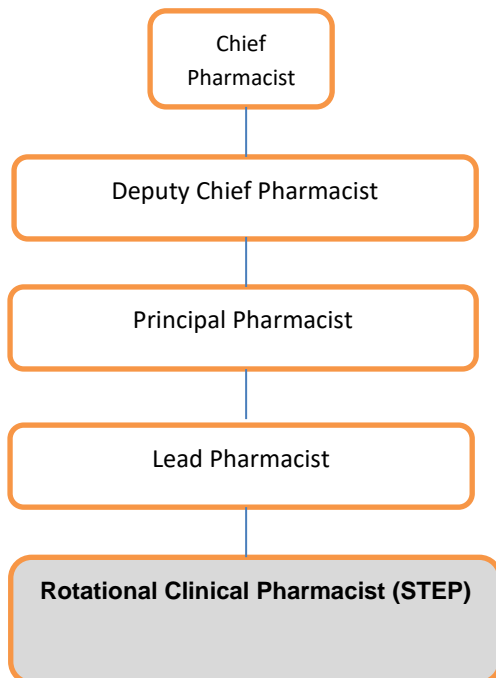 Chief
Pharmacist
Deputy Chief Pharmacist
Principal Pharmacist
Lead Pharmacist
Rotational Clinical Pharmacist (STEP)